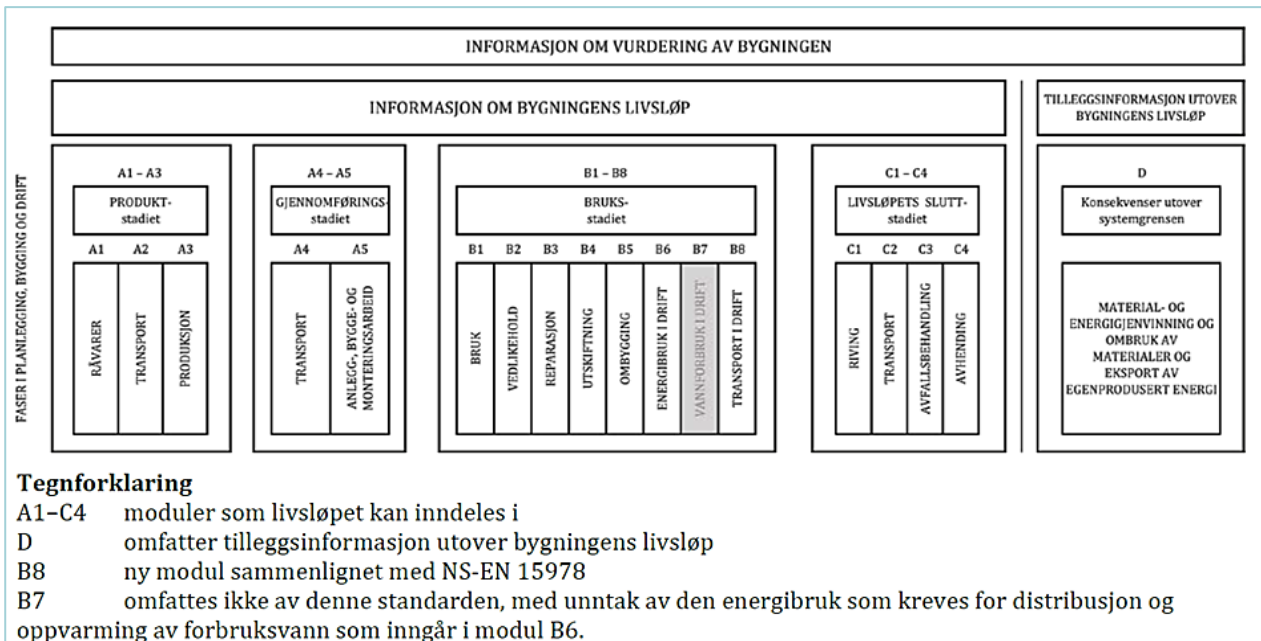 INFORMASJON OM VURDERING AV BYGNINGEN
INFORMASJON OM BYGNINGENS LIVSLØP
TILLEGGSINFORMASJON UTOVER
BYGNINGENS LIVSLØP
FASER I PLANLEGGING, BYGGING OG DRIFT
A1 – A3
PRODUKT-
stadiet
A1 A2 A3
RÅVARER
TRANSPORT
PRODUKSJON
A4 – A5
GJENNOMFØRINGS-
stadiet
A4 A5
TRANSPORT
ANLEGG-, BYGGE- OG
MONTERINGSARBEID
B1 – B8
BRUKS-
stadiet
B1 B2 B3 B4 B5 B6 B7 B8
BRUK
VEDLIKEHOLD
REPARASJON
UTSKIFTNING
OMBYGGING
ENERGIBRUK I DRIFT
VANNFORBRUK I DRIFT
TRANSPORT I DRIFT
C1 – C4
LIVSLØPETS SLUTT-
stadiet
C1 C2 C3 C4
RIVING
TRANSPORT
AVFALLSBEHANDLING
AVHENDING
D
Konsekvenser utover
systemgrensen
MATERIAL- OG
ENERGIGJENVINNING OG
OMBRUK AV
MATERIALER OG
EKSPORT AV
EGENPRODUSERT ENERGI
Tegnforklaring
A1–C4 moduler som livsløpet kan inndeles i
D omfatter tilleggsinformasjon utover bygningens livsløp
B8 ny modul sammenlignet med NS-EN 15978
B7 omfattes ikke av denne standarden, med unntak av den energibruk som kreves for distribusjon og
oppvarming av forbruksvann som inngår i modul B6.